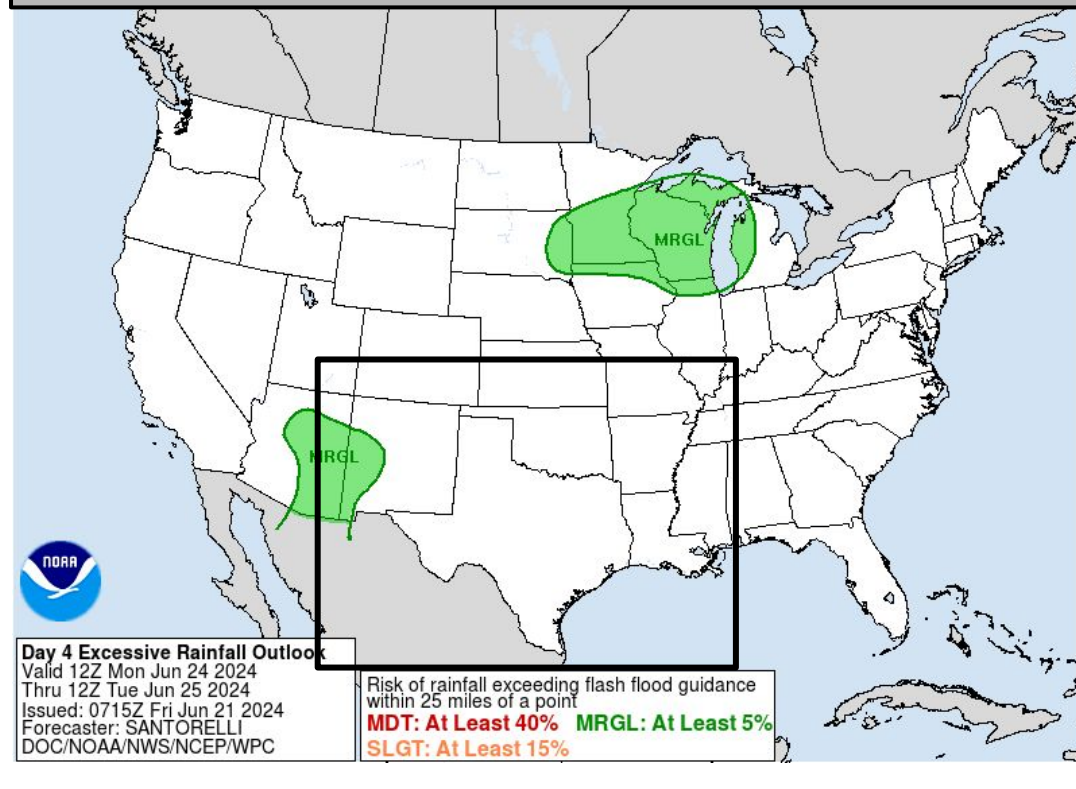 MRGL
MRGL
NOAA
Day 4 Excessive Rainfall Outlook
Valid 12Z Mon Jun 24 2024
Thru 12Z Tue Jun 25 2024
Issued: 0715Z Fri Jun 21 2024
Forecaster: SANTORELLI
DOC/NOAA/NWS/NCEP/WPC
Risk of rainfall exceeding flash flood guidance
within 25 miles of a point
MDT: At Least 40% MRGL: At Least 5%
SLGT: At Least 15%